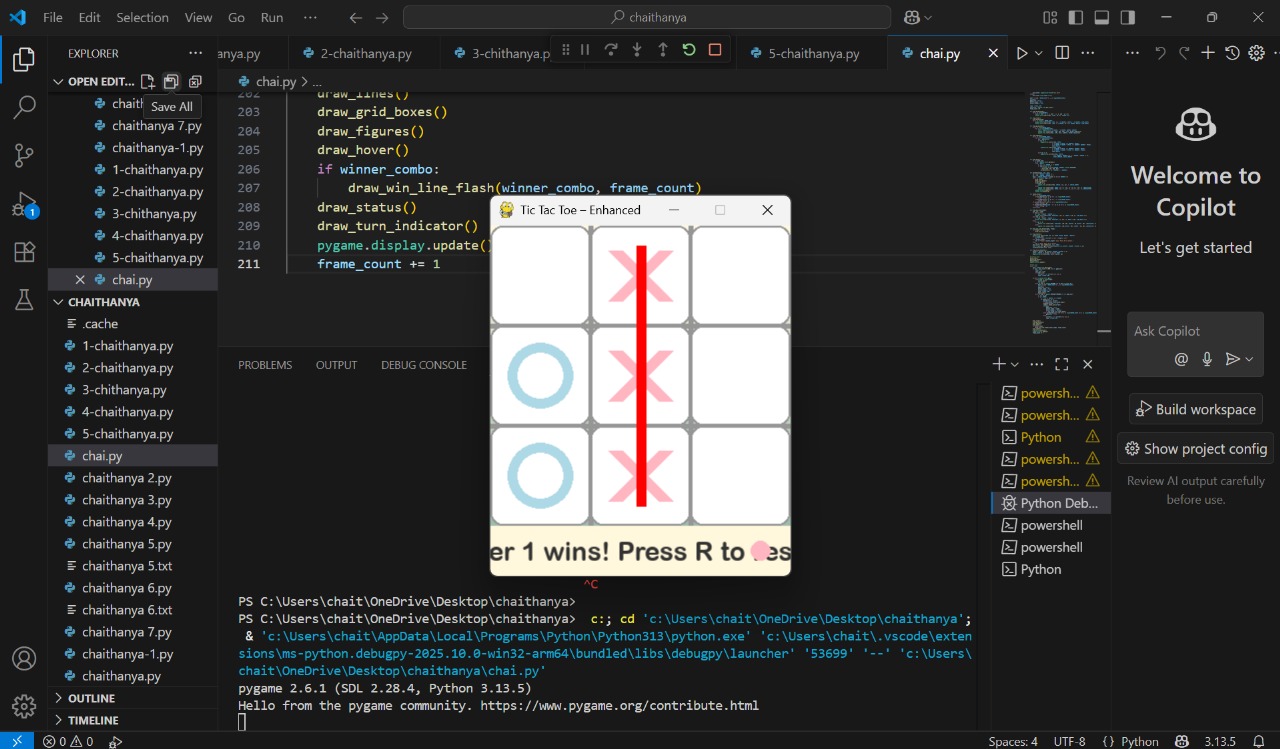 File Edit Selection View Go Run ··· chaithanya
EXPLORER ···
OPEN EDIT...
Save All
chaith
chaithanya 7.py
chaithanya-1.py
1-chaithanya.py
2-chaithanya.py
3-chithanya.py
4-chaithanya.py
5-chaithanya.py
chai.py
CHAITHANYA
.cache
1-chaithanya.py
2-chaithanya.py
3-chithanya.py
4-chaithanya.py
5-chaithanya.py
chai.py
chaithanya 2.py
chaithanya 3.py
chaithanya 4.py
chaithanya 5.py
chaithanya 5.txt
chaithanya 6.py
chaithanya 6.txt
chaithanya 7.py
chaithanya-1.py
chaithanya.py
OUTLINE
TIMELINE
anya.py 2-chaithanya.py 3-chithanya.p 5-chaithanya.py chai.py
chai.py > ...
202 draw_lines()
203 draw_grid_boxes()
204 draw_figures()
205 draw_hover()
206 if winner_combo:
207 draw_win_line_flash(winner_combo, frame_count)
208 draw_status()
209 draw_turn_indicator()
210 pygame.display.update()
211 frame_count += 1
Tic Tac Toe – Enhanced
X
X
O
X
O
er 1 wins! Press R to res
PROBLEMS OUTPUT DEBUG CONSOLE
^C
PS C:\Users\chait\OneDrive\Desktop\chaithanya>
PS C:\Users\chait\OneDrive\Desktop\chaithanya> c:; cd 'c:\Users\chait\OneDrive\Desktop\chaithanya';
& 'c:\Users\chait\AppData\Local\Programs\Python\Python313\python.exe' 'c:\Users\chait\.vscode\exten
sions\ms-python.debugpy-2025.10.0-win32-arm64\bundled\libs\debugpy\launcher' '53699' '--' 'c:\Users\
chait\OneDrive\Desktop\chaithanya\chai.py'
pygame 2.6.1 (SDL 2.28.4, Python 3.13.5)
Hello from the pygame community. https://www.pygame.org/contribute.html
powersh...
powersh...
Python
powersh...
powersh...
Python Deb...
powershell
powershell
Python
Welcome to
Copilot
Let's get started
Ask Copilot
Build workspace
Show project config
Review AI output carefully
before use.
1
0 0 Spaces: 4 UTF-8 {} Python 3.13.5